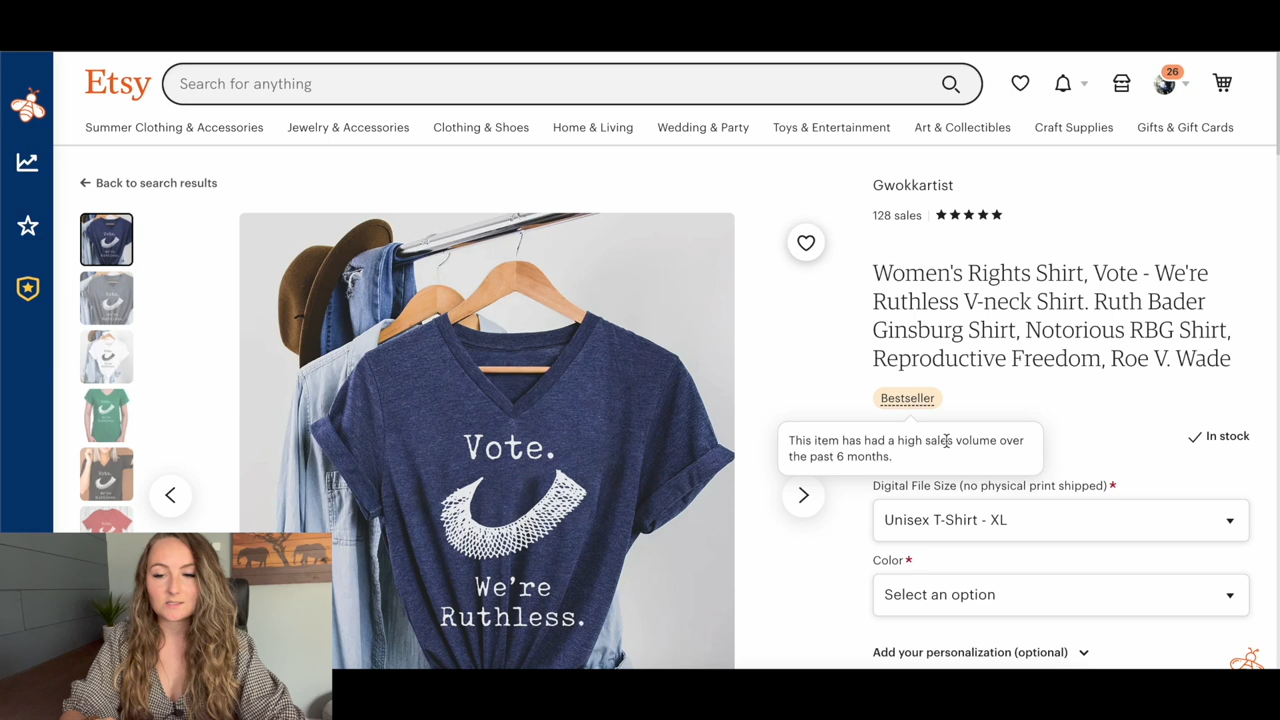 Etsy
Search for anything
26
Summer Clothing & Accessories
Jewelry & Accessories
Clothing & Shoes
Home & Living
Wedding & Party
Toys & Entertainment
Art & Collectibles
Craft Supplies
Gifts & Gift Cards
Back to search results
Vote.
We're
Ruthless.
Gwokkartist
128 sales
Women's Rights Shirt, Vote - We're
Ruthless V-neck Shirt. Ruth Bader
Ginsburg Shirt, Notorious RBG Shirt,
Reproductive Freedom, Roe V. Wade
Bestseller
This item has had a high sales volume over
the past 6 months.
In stock
Digital File Size (no physical print shipped) *
Unisex T-Shirt - XL
Color *
Select an option
Add your personalization (optional)